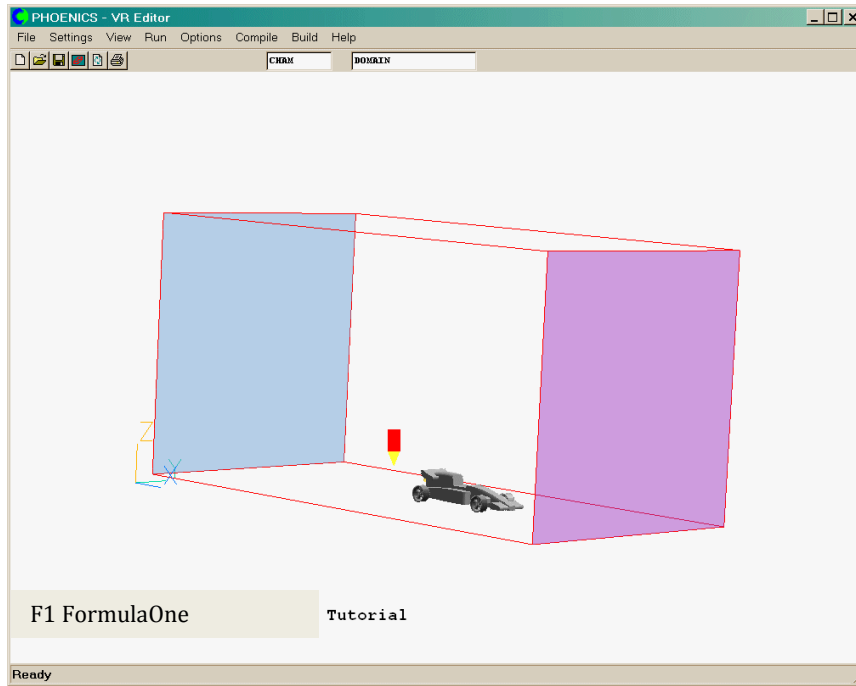 PHOENICS - VR Editor
File Settings View Run Options Compile Build Help
CHAM DOMAIN
Z
Y
X
F1 FormulaOne Tutorial
Ready